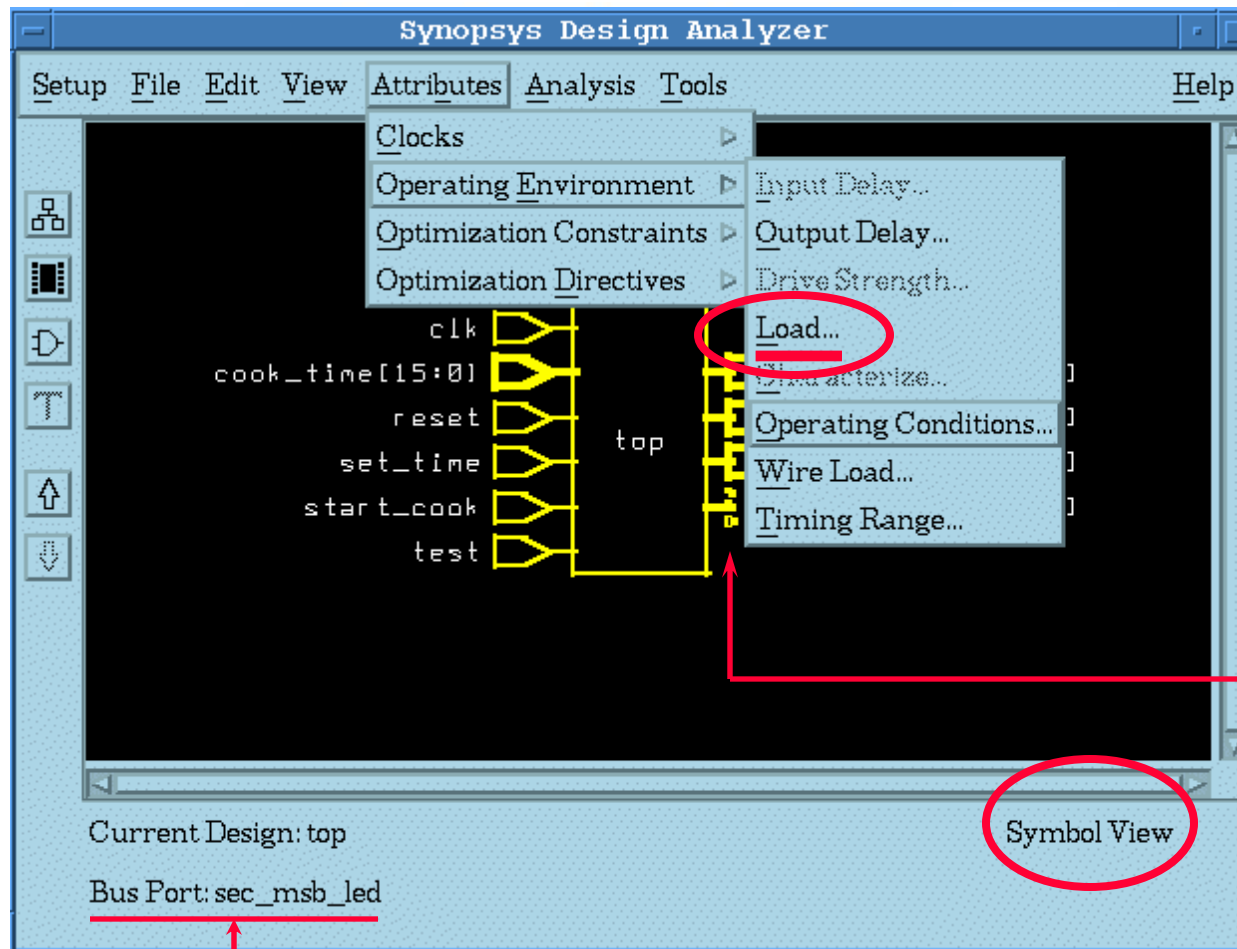 Synopsys Design Analyzer
Setup File Edit View Attributes Analysis Tools Help
Clocks
Operating Environment
Optimization Constraints
Optimization Directives
Input Delay...
Output Delay...
Drive Strength...
Load...
Characterize...
Operating Conditions...
Wire Load...
Timing Range...
clk
cook_time[15:0]
reset
set_time
start_cook
test
top
]
]
]
]
Current Design: top
Symbol View
Bus Port: sec_msb_led